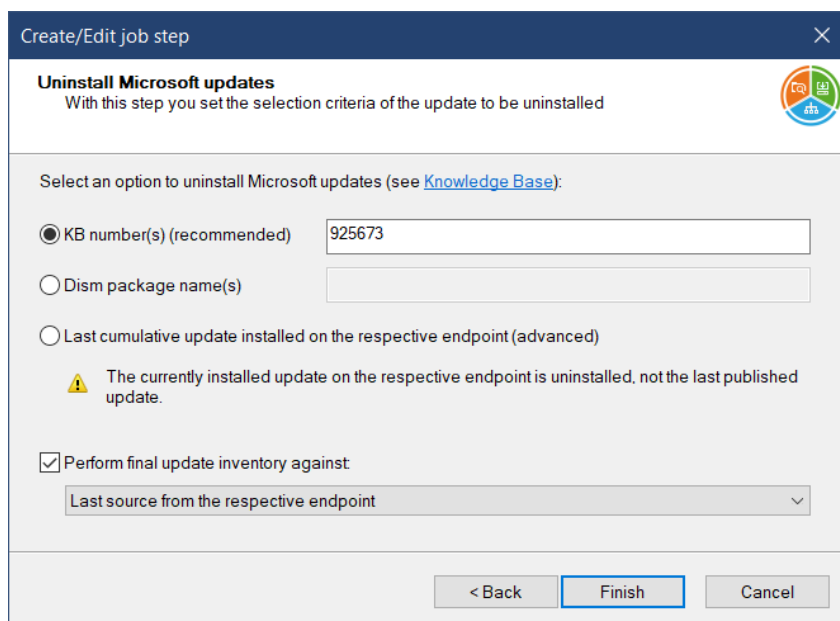 Create/Edit job step
Uninstall Microsoft updates
With this step you set the selection criteria of the update to be uninstalled
Select an option to uninstall Microsoft updates (see Knowledge Base):
KB number(s) (recommended)
925673
Dism package name(s)
Last cumulative update installed on the respective endpoint (advanced)
The currently installed update on the respective endpoint is uninstalled, not the last published
update.
Perform final update inventory against:
Last source from the respective endpoint
< Back
Finish
Cancel